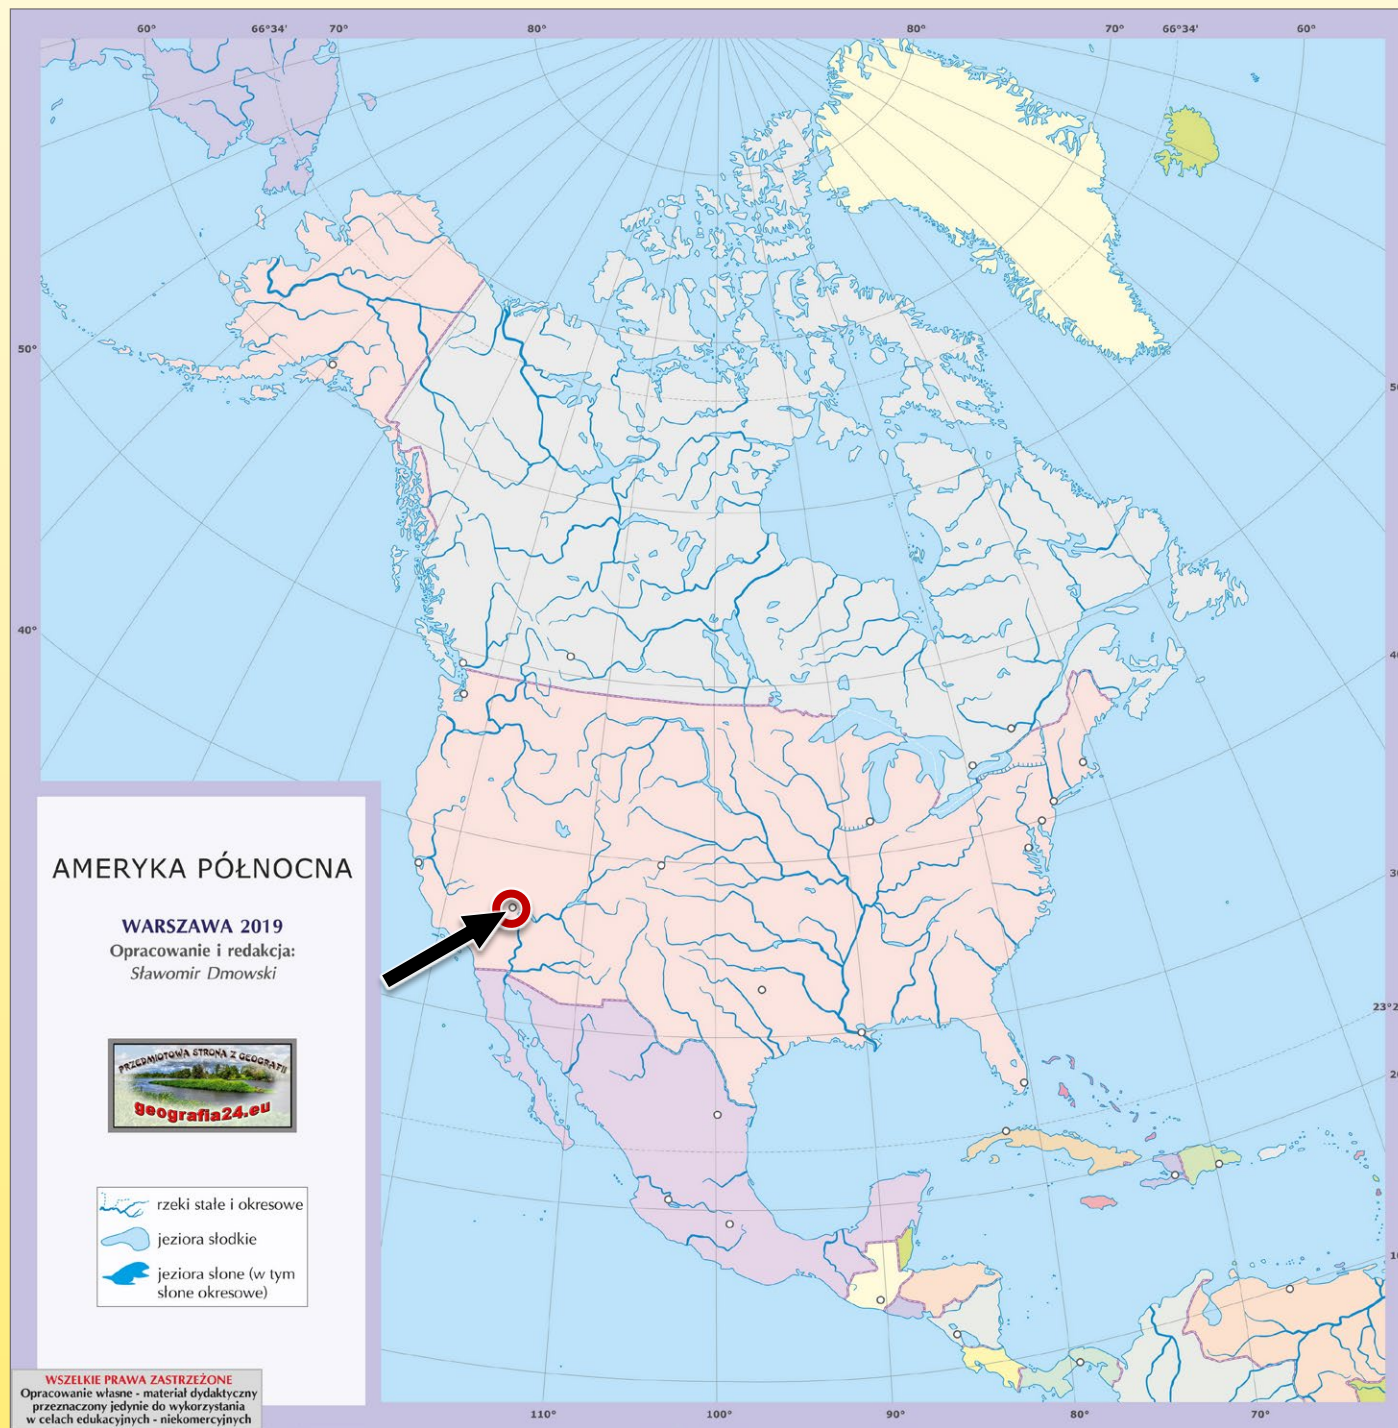 60° 66°34' 70° 80° 80° 70° 66°34' 60°
50°
40°
AMERYKA PÓŁNOCNA
WARSZAWA 2019
Opracowanie i redakcja:
Sławomir Dmowski
PRZEDMIOTOWA STRONA Z GEOGRAFII
geografia24.eu
rzeki stałe i okresowe
jeziora słodkie
jeziora słone (w tym
słone okresowe)
WSZELKIE PRAWA ZASTRZEŻONE
Opracowanie własne - materiał dydaktyczny
przeznaczony jedynie do wykorzystania
w celach edukacyjnych - niekomercyjnych
110° 100° 90° 80° 70°